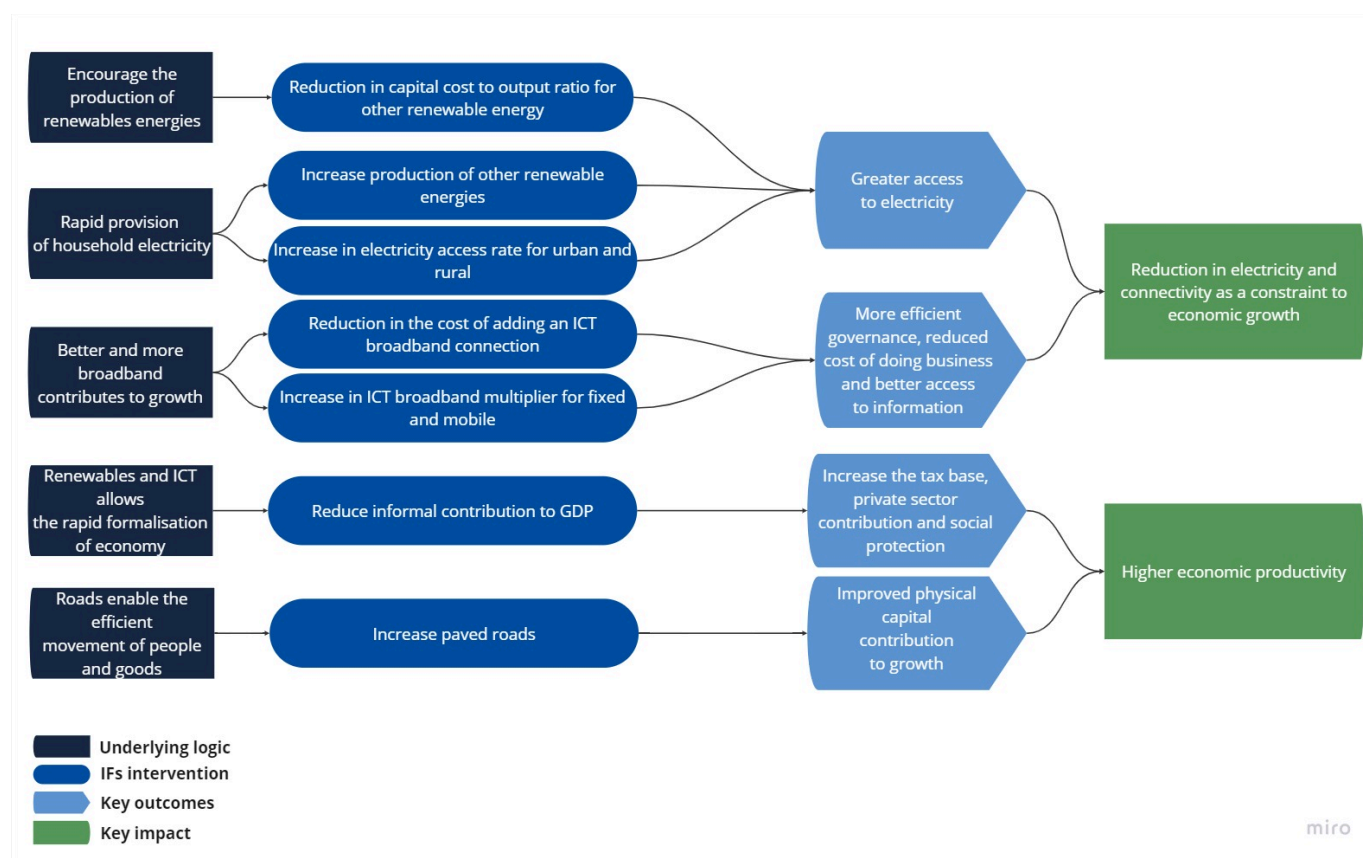 Encourage the
production of
renewables energies
Reduction in capital cost to output ratio for
other renewable energy
Increase production of other renewable
energies
Greater access
to electricity
Rapid provision
of household electricity
Increase in electricity access rate for urban and
rural
Reduction in electricity and
connectivity as a constraint to
economic growth
Better and more
broadband
contributes to growth
Reduction in the cost of adding an ICT
broadband connection
Increase in ICT broadband multiplier for fixed
and mobile
More efficient
governance, reduced
cost of doing business
and better access
to information
Renewables and ICT
allows
the rapid formalisation
of economy
Reduce informal contribution to GDP
Increase the tax base,
private sector
contribution and social
protection
Higher economic productivity
Roads enable the
efficient
movement of people
and goods
Increase paved roads
Improved physical
capital
contribution
to growth
Underlying logic
IFs intervention
Key outcomes
Key impact
miro